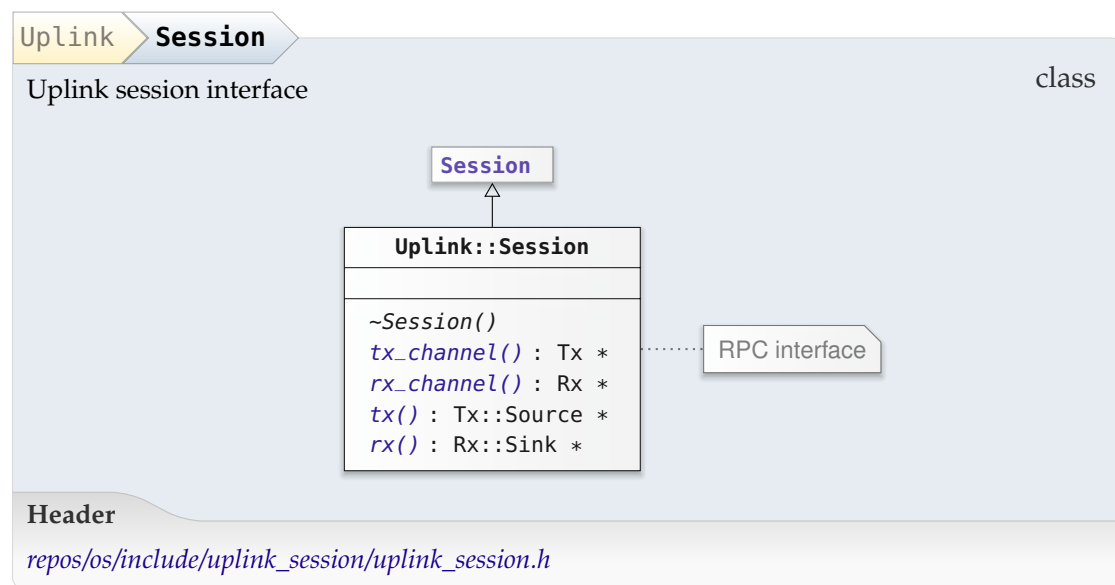 Uplink Session
Uplink session interface
class
Session
Uplink::Session
~Session()
tx_channel() : Tx *
rx_channel() : Rx *
tx() : Tx::Source *
rx() : Rx::Sink *
RPC interface
Header
repos/os/include/uplink_session/uplink_session.h